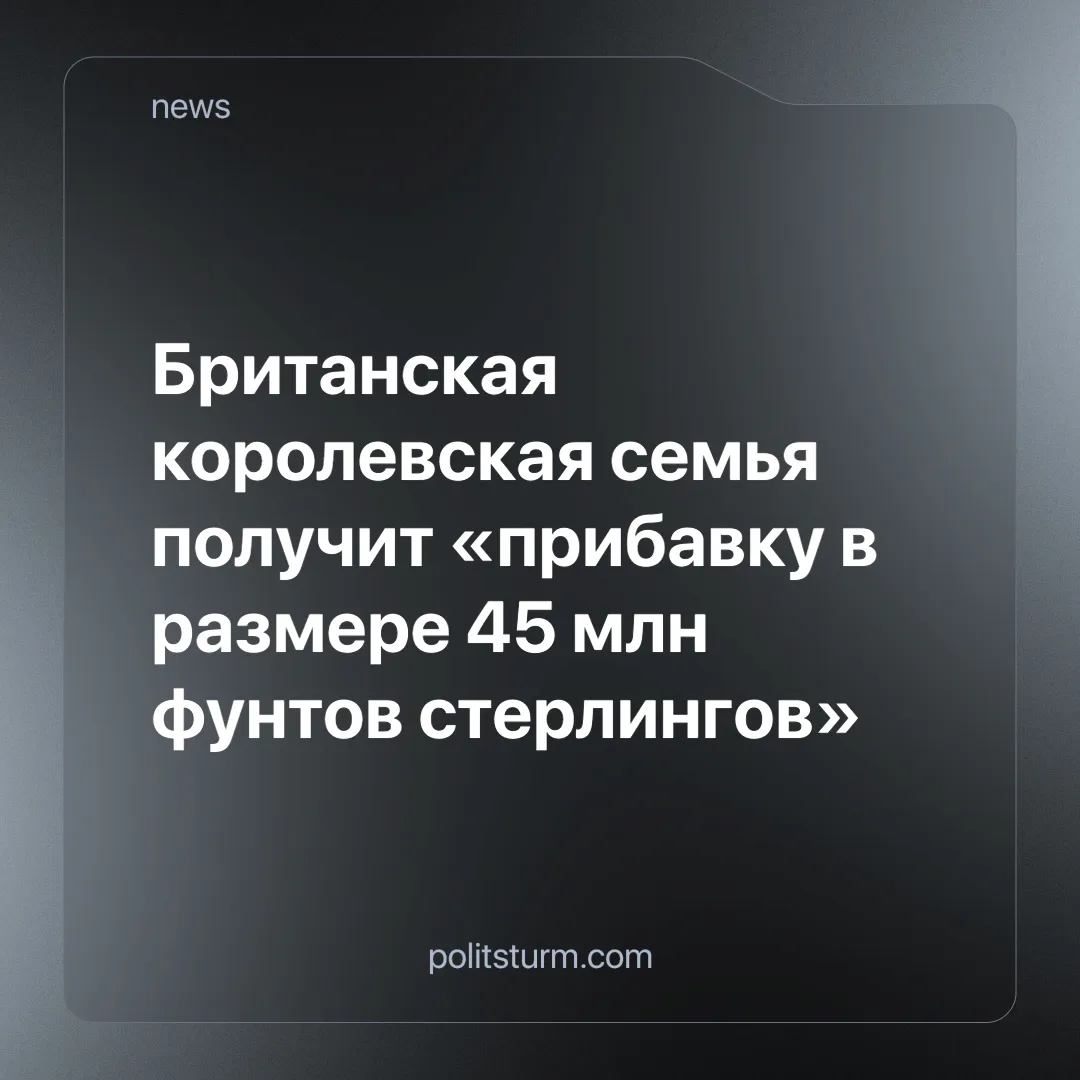 news
Британская
королевская семья
получит «прибавку в
размере 45 млн
фунтов стерлингов»
politsturm.com